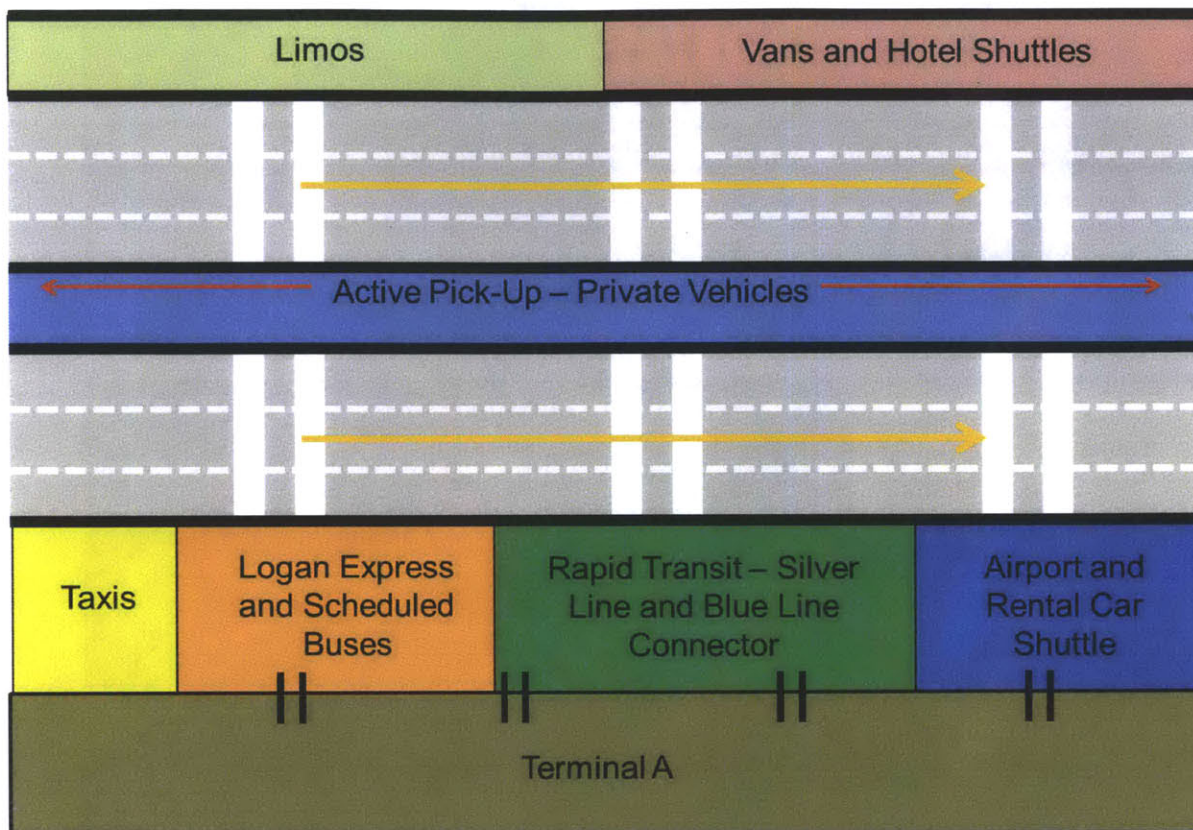 Limos
Vans and Hotel Shuttles
Active Pick-Up – Private Vehicles
Taxis
Logan Express
and Scheduled
Buses
Rapid Transit – Silver
Line and Blue Line
Connector
Airport and
Rental Car
Shuttle
Terminal A